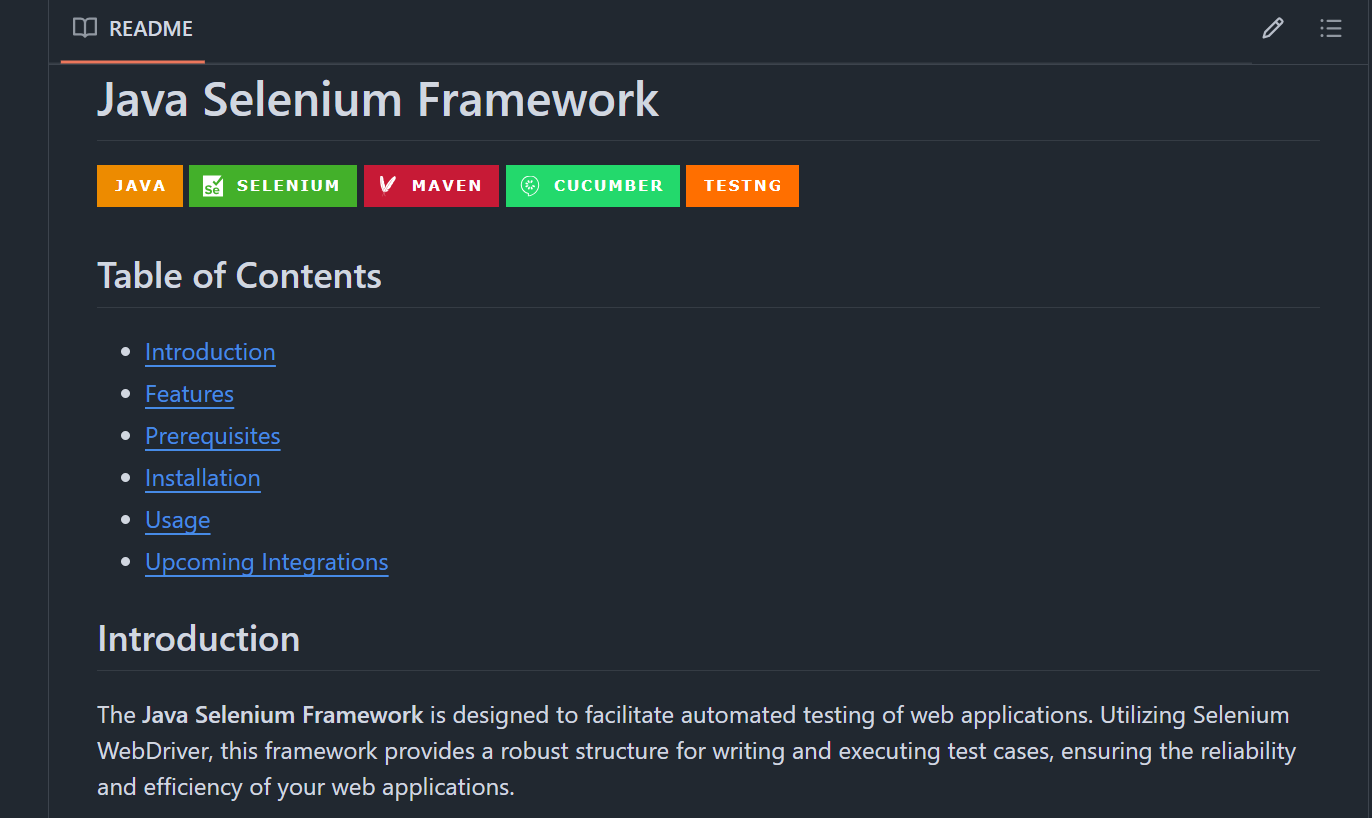 README
Java Selenium Framework
JAVA SELENIUM MAVEN CUCUMBER TESTNG
Table of Contents
Introduction
Features
Prerequisites
Installation
Usage
Upcoming Integrations
Introduction
The Java Selenium Framework is designed to facilitate automated testing of web applications. Utilizing Selenium
WebDriver, this framework provides a robust structure for writing and executing test cases, ensuring the reliability
and efficiency of your web applications.